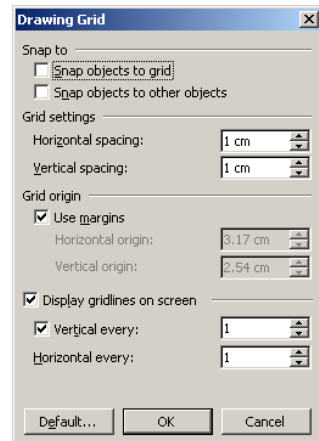 Drawing Grid
Snap to
Snap objects to grid
Snap objects to other objects
Grid settings
Horizontal spacing: 1 cm
Vertical spacing: 1 cm
Grid origin
Use margins
Horizontal origin: 3.17 cm
Vertical origin: 2.54 cm
Display gridlines on screen
Vertical every: 1
Horizontal every: 1
Default... OK Cancel